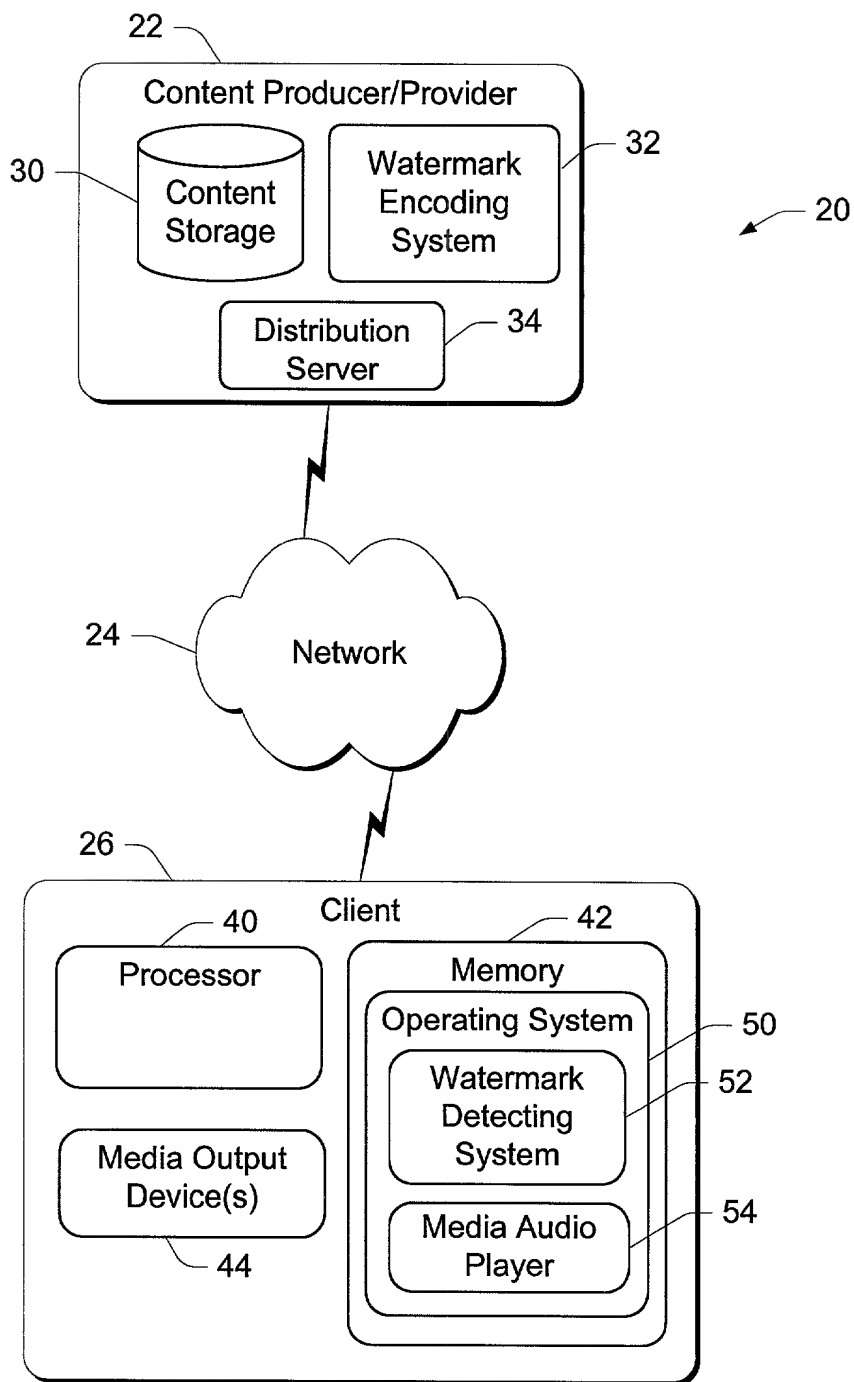 22
Content Producer/Provider
30
Content
Storage
Watermark
Encoding
System
32
20
Distribution
Server
34
24
Network
26
Client
40
Processor
42
Memory
Operating System
50
Watermark
Detecting
System
52
Media Output
Device(s)
44
Media Audio
Player
54